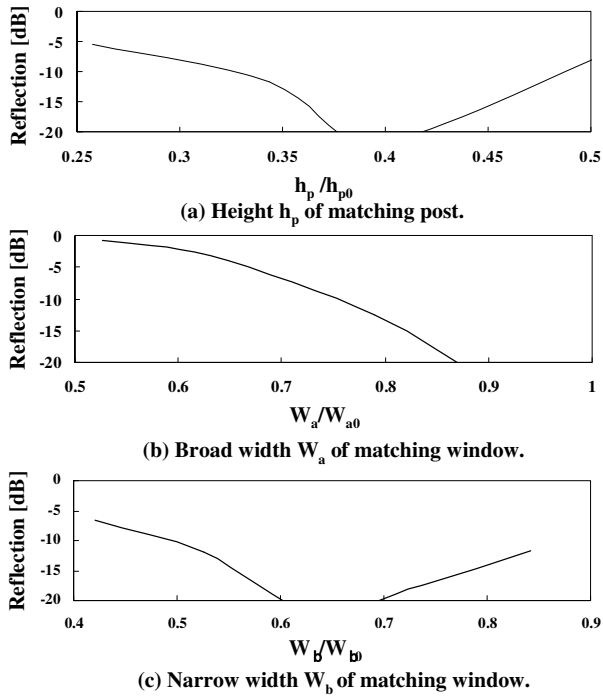 Reflection [dB]
0
-5
-10
-15
-20
0.25 0.3 0.35 0.4 0.45 0.5
h_p /h_p0
(a) Height h_p of matching post.
Reflection [dB]
0
-5
-10
-15
-20
0.5 0.6 0.7 0.8 0.9 1
W_a/W_a0
(b) Broad width W_a of matching window.
Reflection [dB]
0
-5
-10
-15
-20
0.4 0.5 0.6 0.7 0.8 0.9
W_b/W_b0
(c) Narrow width W_b of matching window.